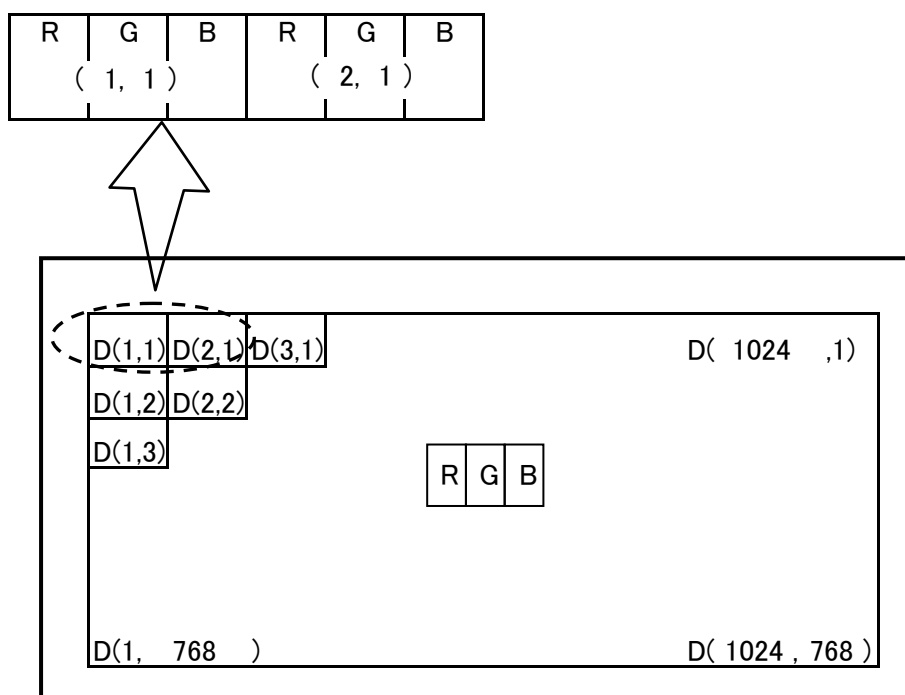 R G B R G B
( 1, 1 ) ( 2, 1 )
D(1,1) D(2,1) D(3,1) D( 1024 ,1)
D(1,2) D(2,2)
D(1,3)
R G B
D(1, 768 ) D( 1024 , 768 )